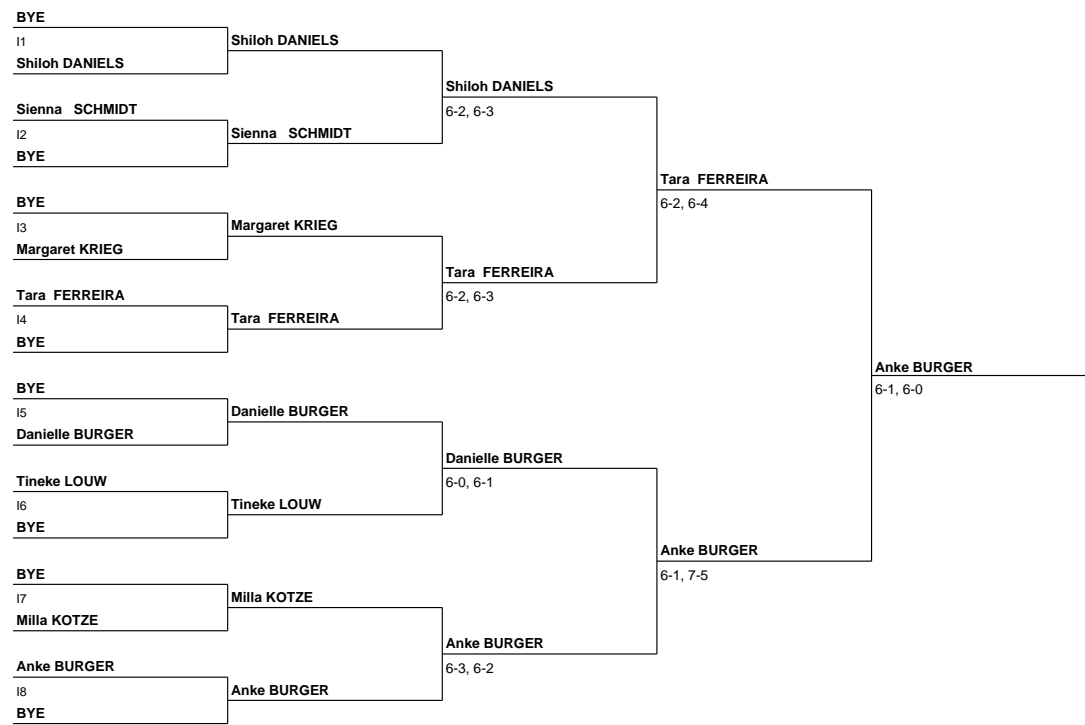 BYE
I1
Shiloh DANIELS
Shiloh DANIELS
Sienna SCHMIDT
I2
BYE
Sienna SCHMIDT
Shiloh DANIELS
6-2, 6-3
BYE
I3
Margaret KRIEG
Margaret KRIEG
Tara FERREIRA
I4
BYE
Tara FERREIRA
Tara FERREIRA
6-2, 6-3
Tara FERREIRA
6-2, 6-4
BYE
I5
Danielle BURGER
Danielle BURGER
Tineke LOUW
I6
BYE
Tineke LOUW
Danielle BURGER
6-0, 6-1
BYE
I7
Milla KOTZE
Milla KOTZE
Anke BURGER
I8
BYE
Anke BURGER
Anke BURGER
6-3, 6-2
Anke BURGER
6-1, 7-5
Anke BURGER
6-1, 6-0